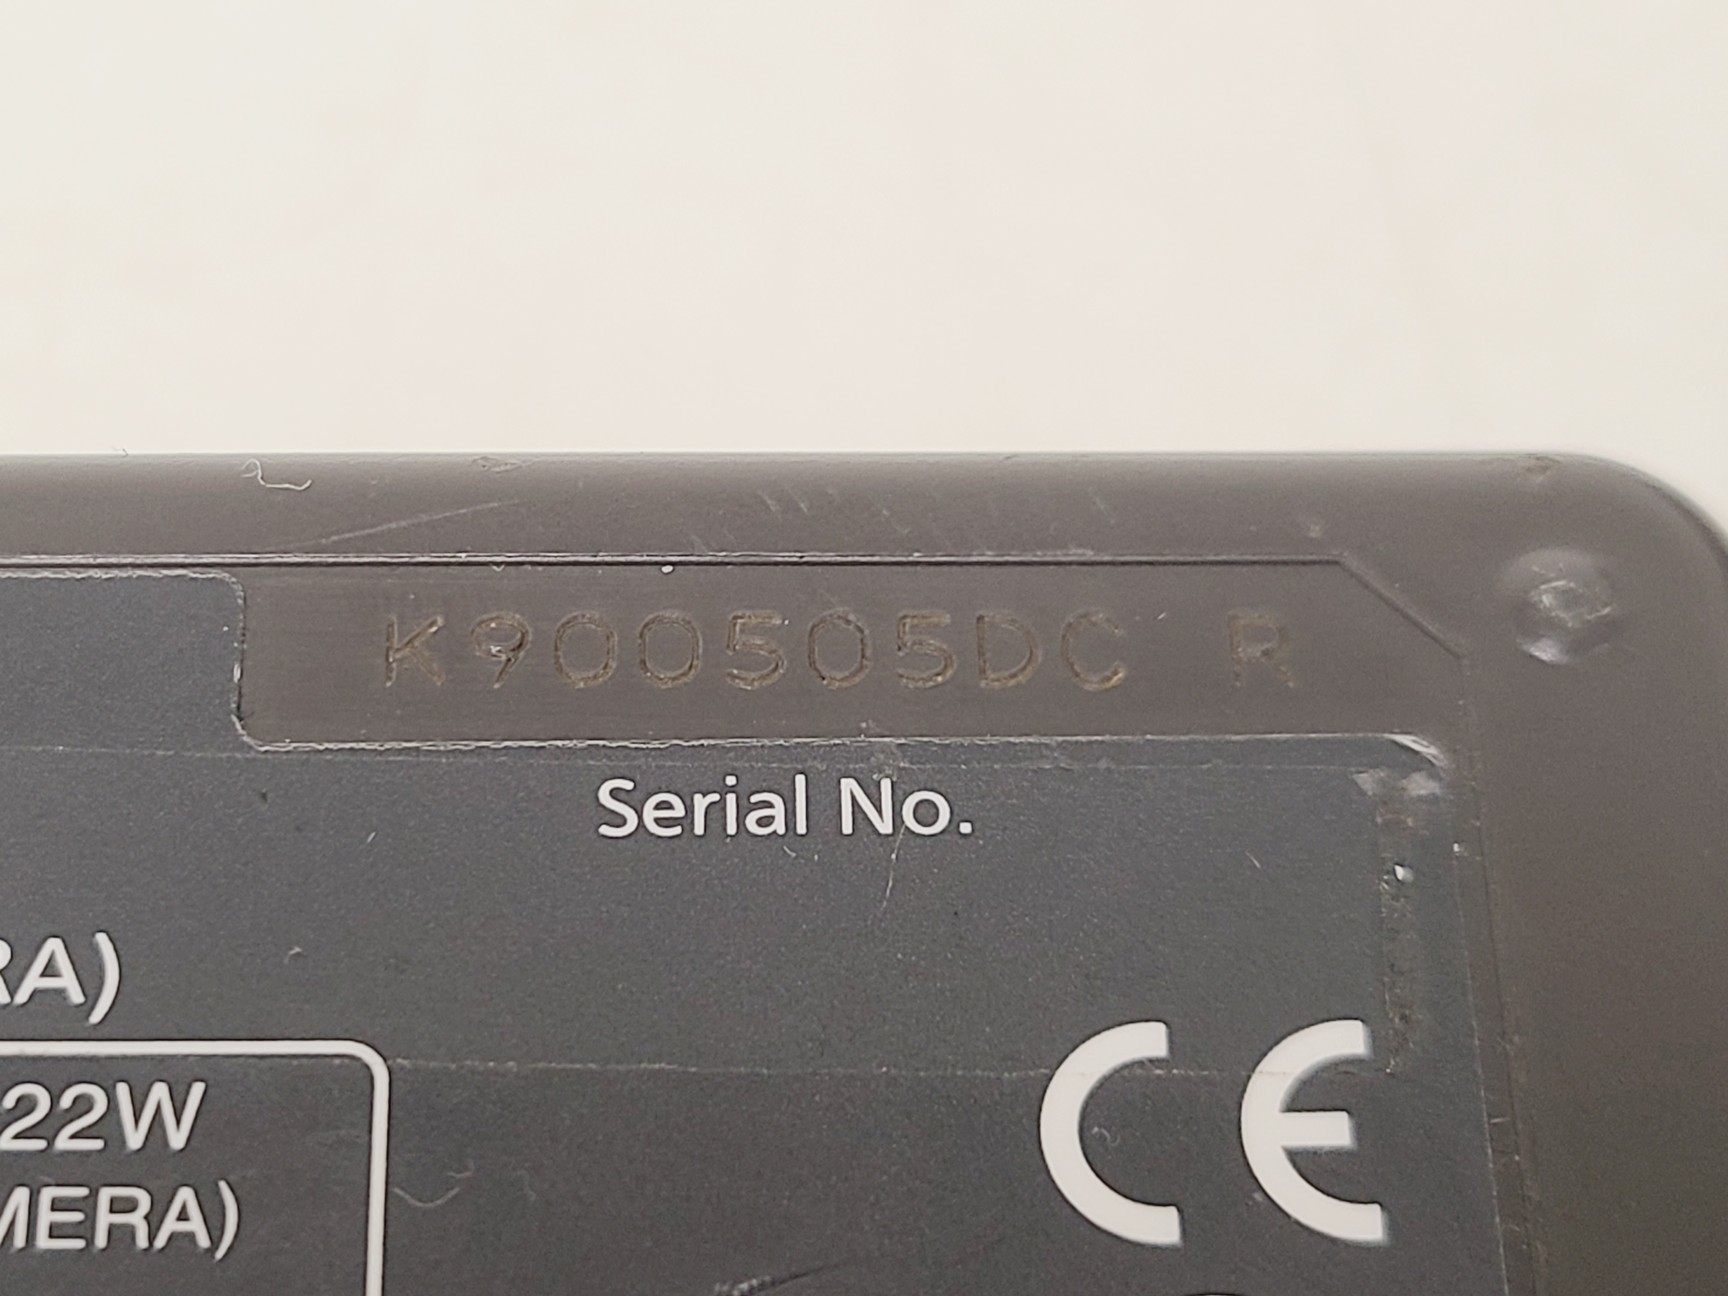 K900505DC R
Serial No.
RA)
22W
MERA)
CE